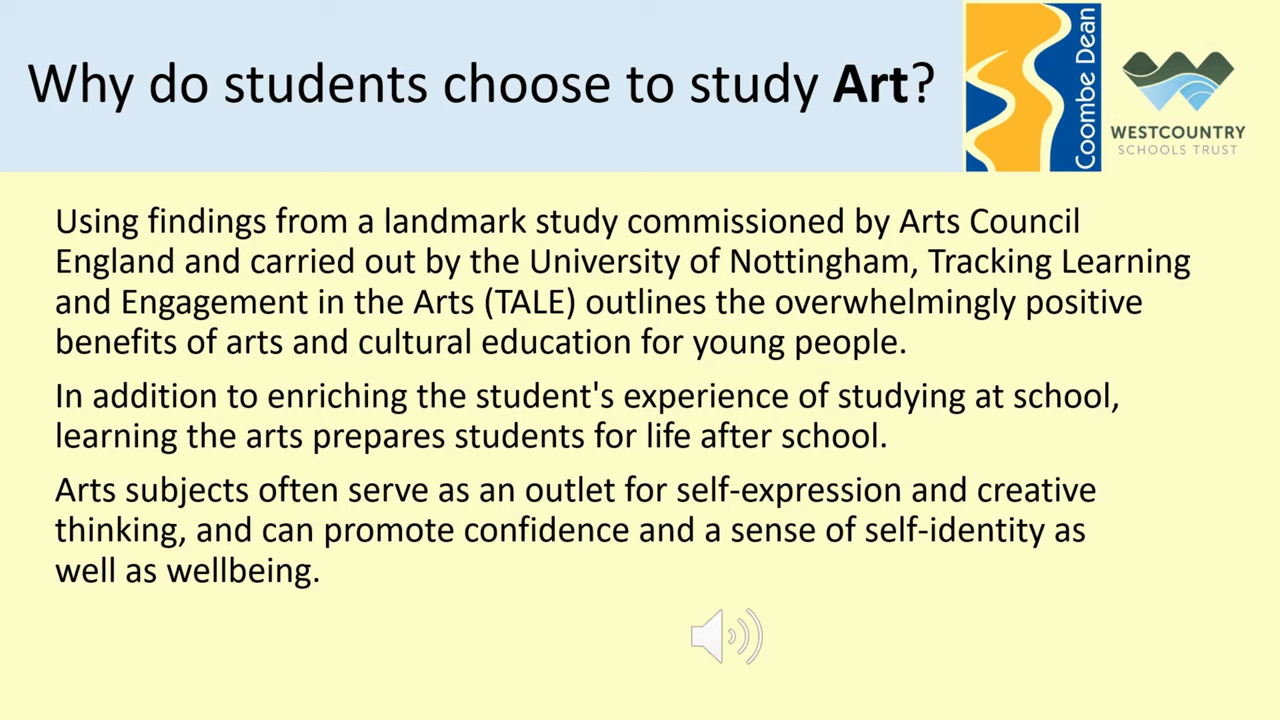 Why do students choose to study Art?
Coombe Dean
WESTCOUNTRY
SCHOOLS TRUST
Using findings from a landmark study commissioned by Arts Council
England and carried out by the University of Nottingham, Tracking Learning
and Engagement in the Arts (TALE) outlines the overwhelmingly positive
benefits of arts and cultural education for young people.
In addition to enriching the student's experience of studying at school,
learning the arts prepares students for life after school.
Arts subjects often serve as an outlet for self-expression and creative
thinking, and can promote confidence and a sense of self-identity as
well as wellbeing.